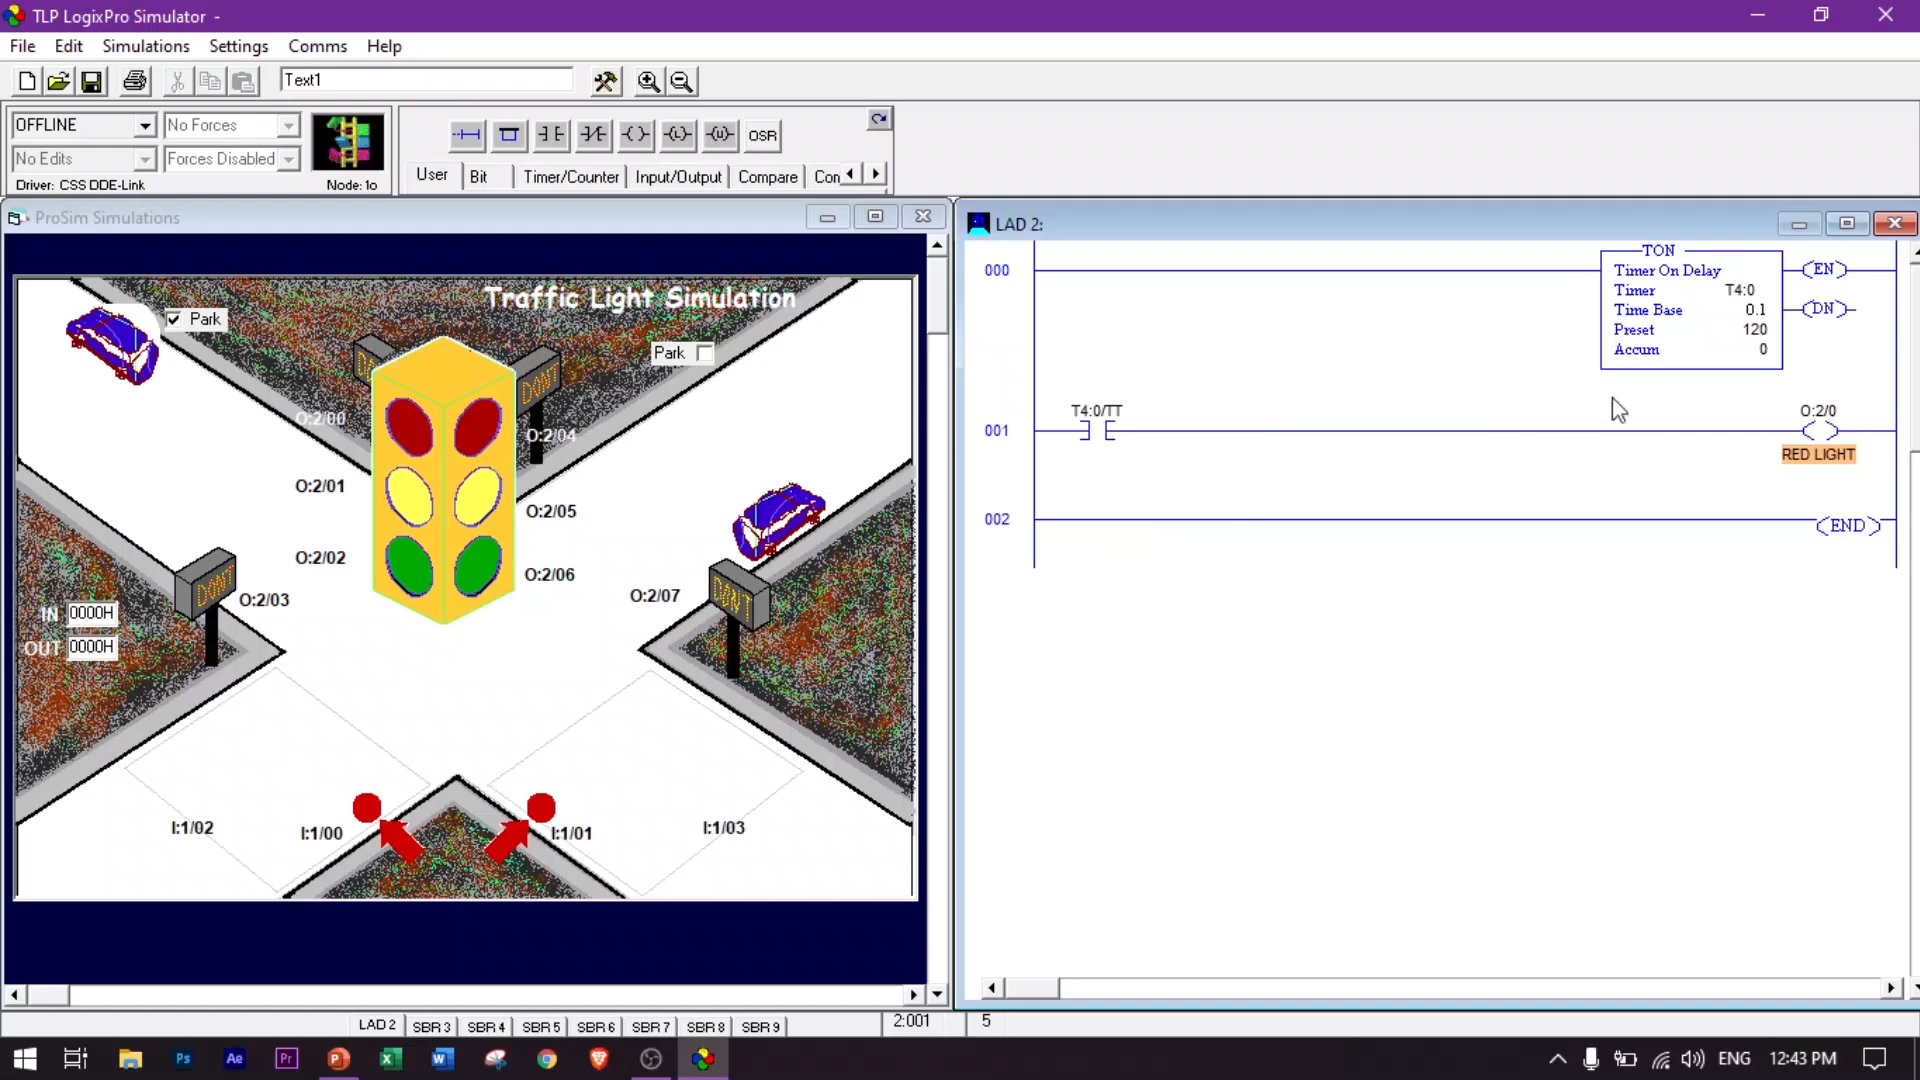 TLP LogixPro Simulator -
File Edit Simulations Settings Comms Help
Text1
OFFLINE No Forces
No Edits Forces Disabled
Driver: CSS DDE-Link Node: 1o
OSR
User Bit Timer/Counter Input/Output Compare Con
ProSim Simulations
Traffic Light Simulation
Park
Park
DONT
O:2/00
O:2/04
O:2/01
O:2/05
O:2/02
O:2/06
DONT
O:2/03
O:2/07
DONT
IN 0000H
OUT 0000H
I:1/02
I:1/00
I:1/01
I:1/03
LAD 2:
000
TON
Timer On Delay
Timer T4:0
Time Base 0.1
Preset 120
Accum 0
EN
DN
001
T4:0/TT
O:2/0
RED LIGHT
002
END
LAD 2 SBR 3 SBR 4 SBR 5 SBR 6 SBR 7 SBR 8 SBR 9
2:001 5
Ps Ae Pr
ENG 12:43 PM